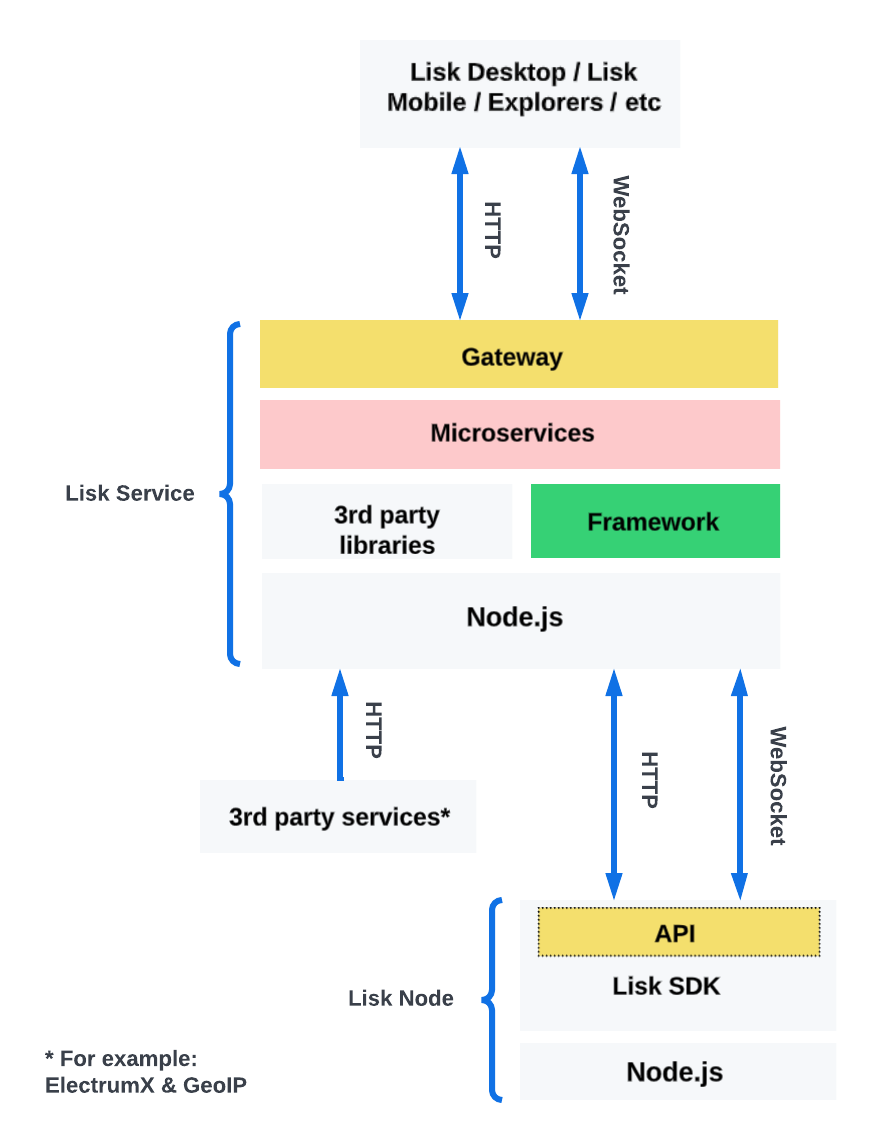 Lisk Desktop / Lisk
Mobile / Explorers / etc
HTTP
WebSocket
Gateway
Microservices
Lisk Service
3rd party
libraries
Framework
Node.js
HTTP
HTTP
WebSocket
3rd party services*
API
Lisk SDK
Lisk Node
Node.js
* For example:
ElectrumX & GeoIP